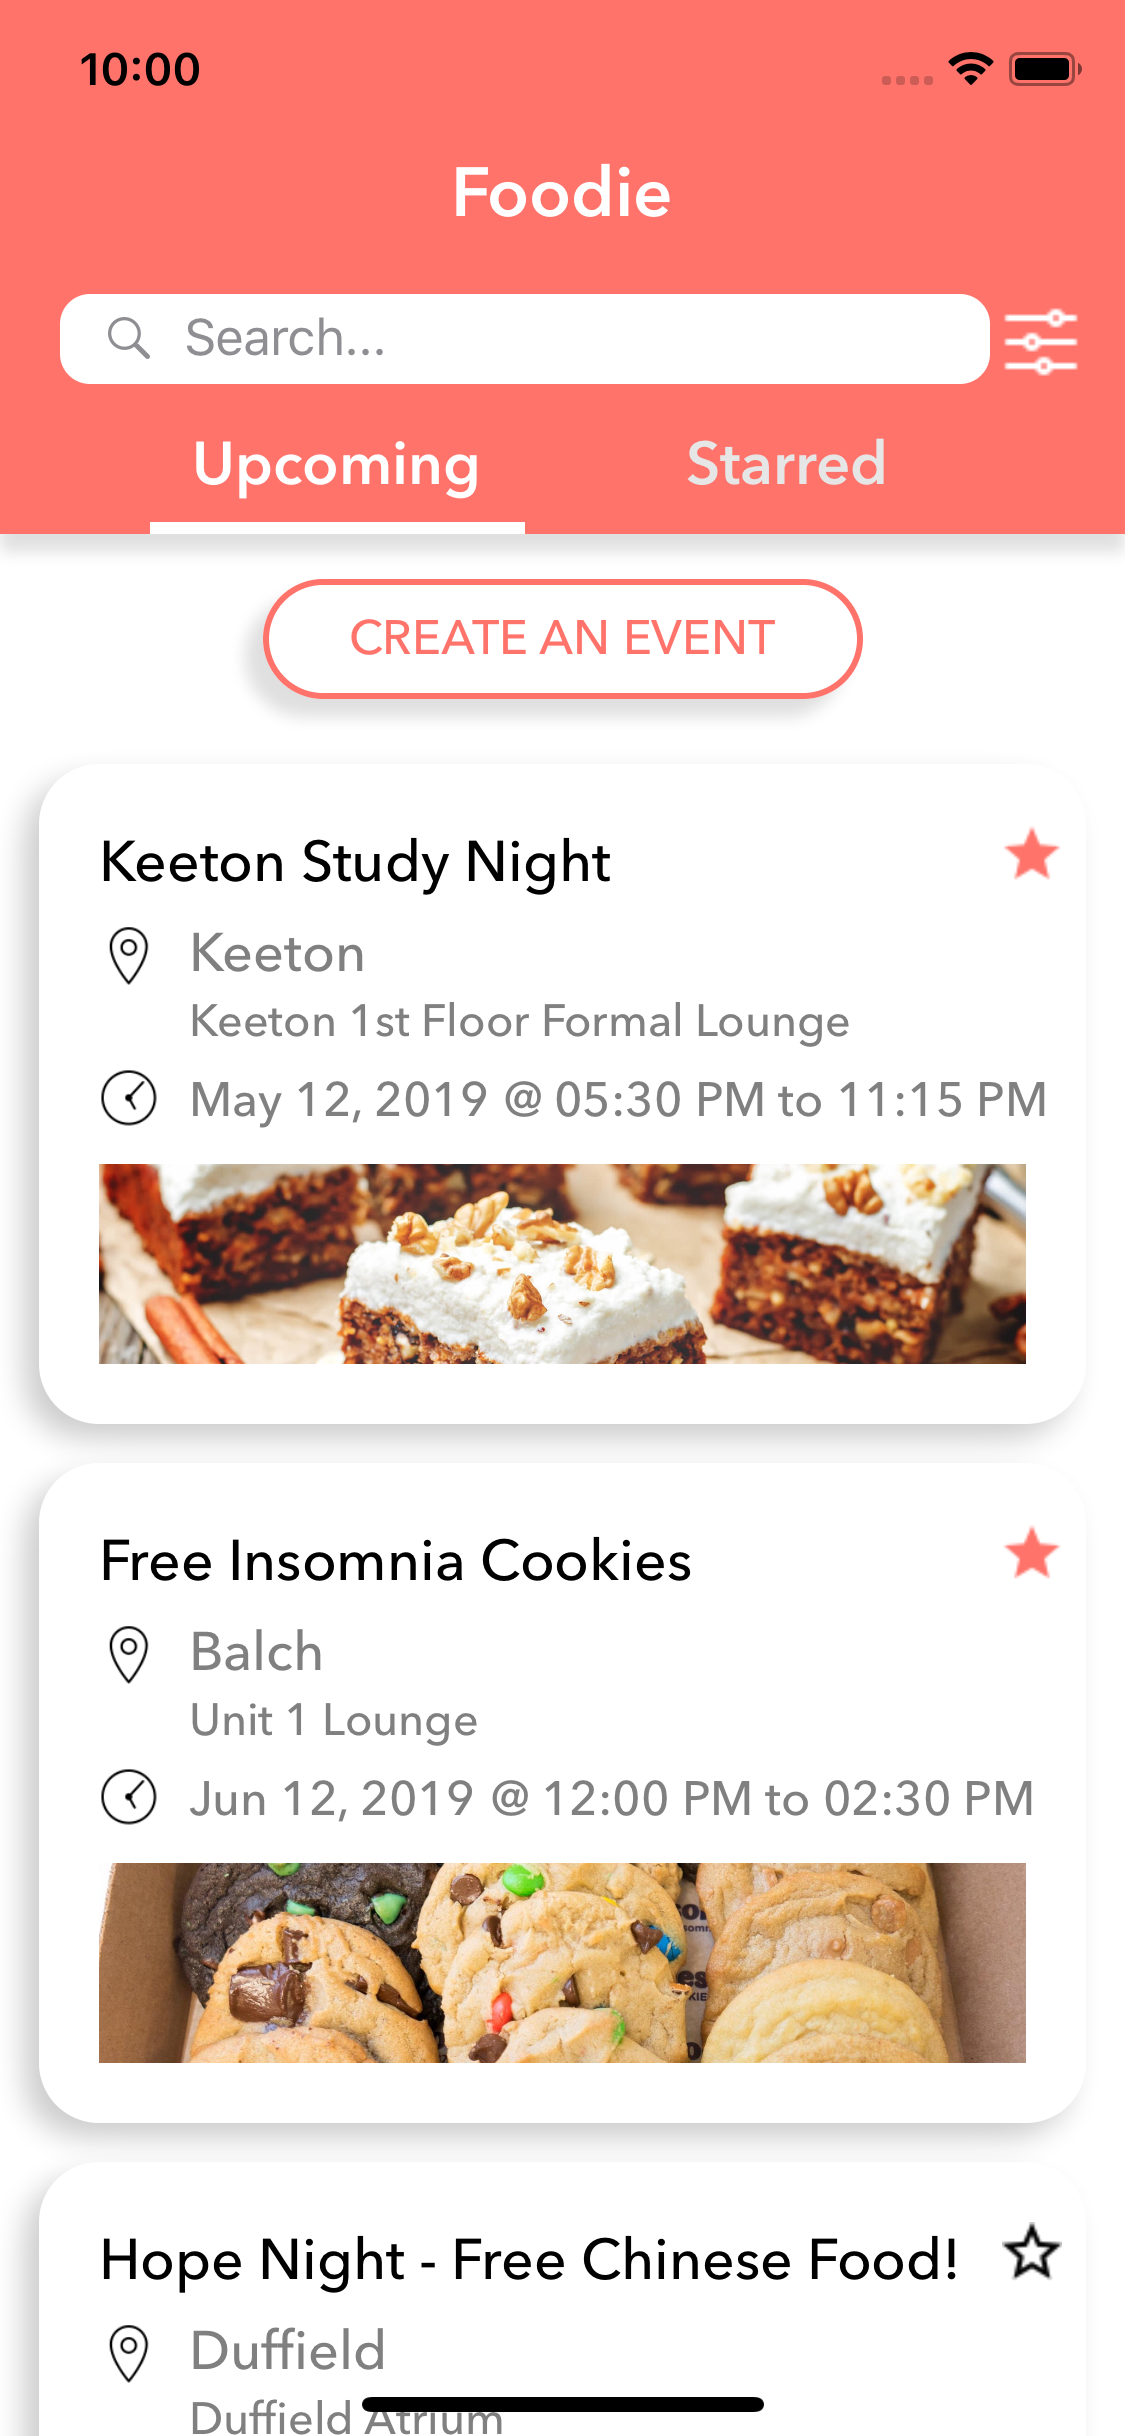 10:00
Foodie
Search...
Upcoming Starred
CREATE AN EVENT
Keeton Study Night
Keeton
Keeton 1st Floor Formal Lounge
May 12, 2019 @ 05:30 PM to 11:15 PM
Free Insomnia Cookies
Balch
Unit 1 Lounge
Jun 12, 2019 @ 12:00 PM to 02:30 PM
Hope Night - Free Chinese Food!
Duffield
Duffield Atrium